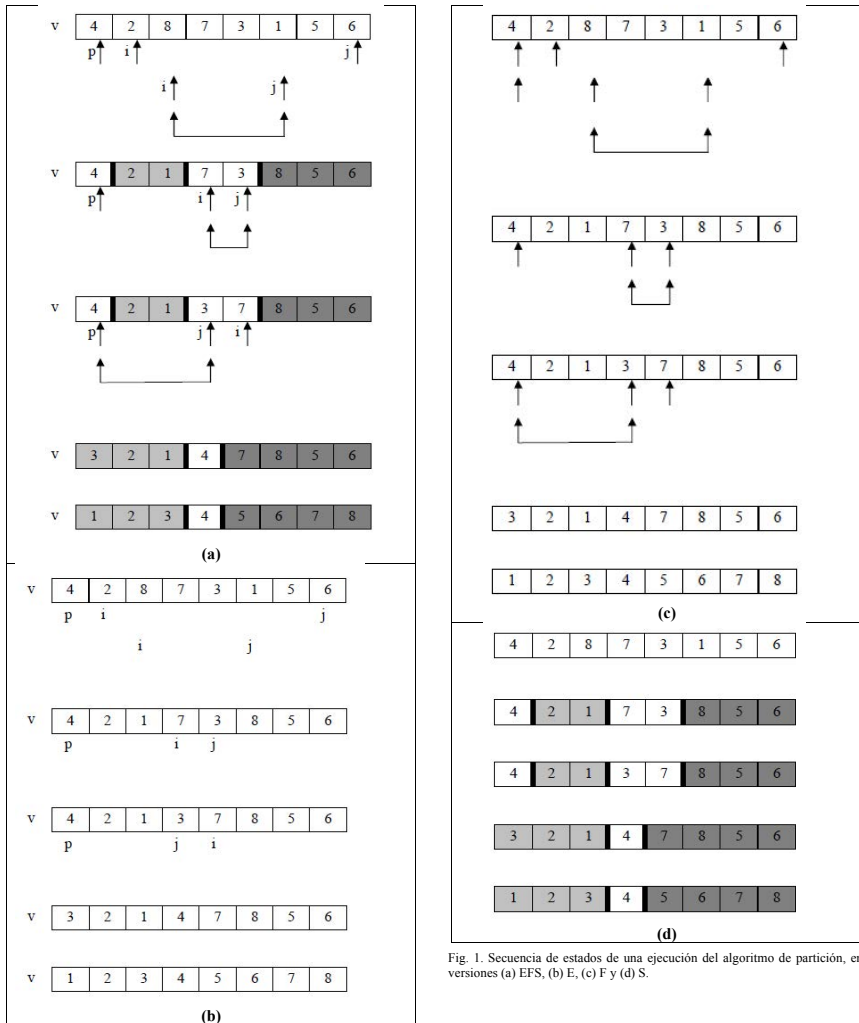 v 4 2 8 7 3 1 5 6
p i j
i j
v 4 2 1 7 3 8 5 6
p i j
v 4 2 1 3 7 8 5 6
p j i
v 3 2 1 4 7 8 5 6
v 1 2 3 4 5 6 7 8
(a)
v 4 2 8 7 3 1 5 6
p i j
i j
v 4 2 1 7 3 8 5 6
p i j
v 4 2 1 3 7 8 5 6
p j i
v 3 2 1 4 7 8 5 6
v 1 2 3 4 5 6 7 8
(b)
4 2 8 7 3 1 5 6
4 2 1 7 3 8 5 6
4 2 1 3 7 8 5 6
3 2 1 4 7 8 5 6
1 2 3 4 5 6 7 8
(c)
4 2 8 7 3 1 5 6
4 2 1 7 3 8 5 6
4 2 1 3 7 8 5 6
3 2 1 4 7 8 5 6
1 2 3 4 5 6 7 8
(d)
Fig. 1. Secuencia de estados de una ejecución del algoritmo de partición, en
versiones (a) EFS, (b) E, (c) F y (d) S.